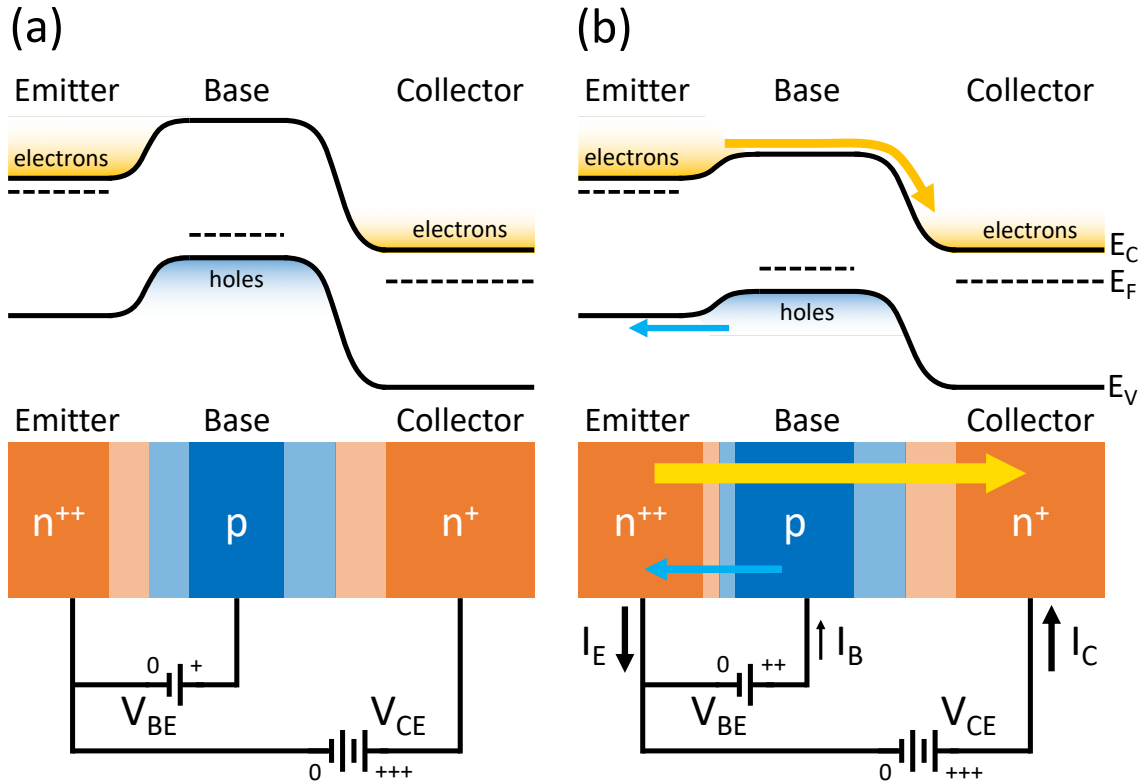 (a)
Emitter Base Collector
electrons
electrons
holes
Emitter Base Collector
n++ p n+
0 +
VBE
VCE
0 +++
(b)
Emitter Base Collector
electrons
electrons
EC
EF
holes
EV
Emitter Base Collector
n++ p n+
IE IB IC
0 ++
VBE
VCE
0 +++